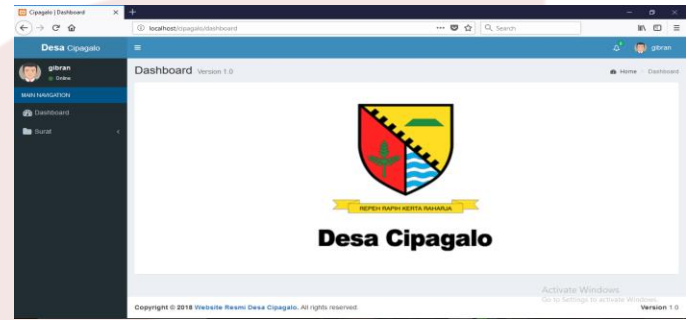 Cipagalo | Dashboard
localhost/cipagalo/dashboard
Search
Desa Cipagalo
gibran
gibran
Online
Dashboard Version 1.0
Home
Dashboard
MAIN NAVIGATION
Dashboard
Surat
REPEH RAPIH KERTA RAHARJA
Desa Cipagalo
Activate Windows
Go to Settings to activate Windows.
Copyright © 2018 Website Resmi Desa Cipagalo. All rights reserved.
Version 1.0